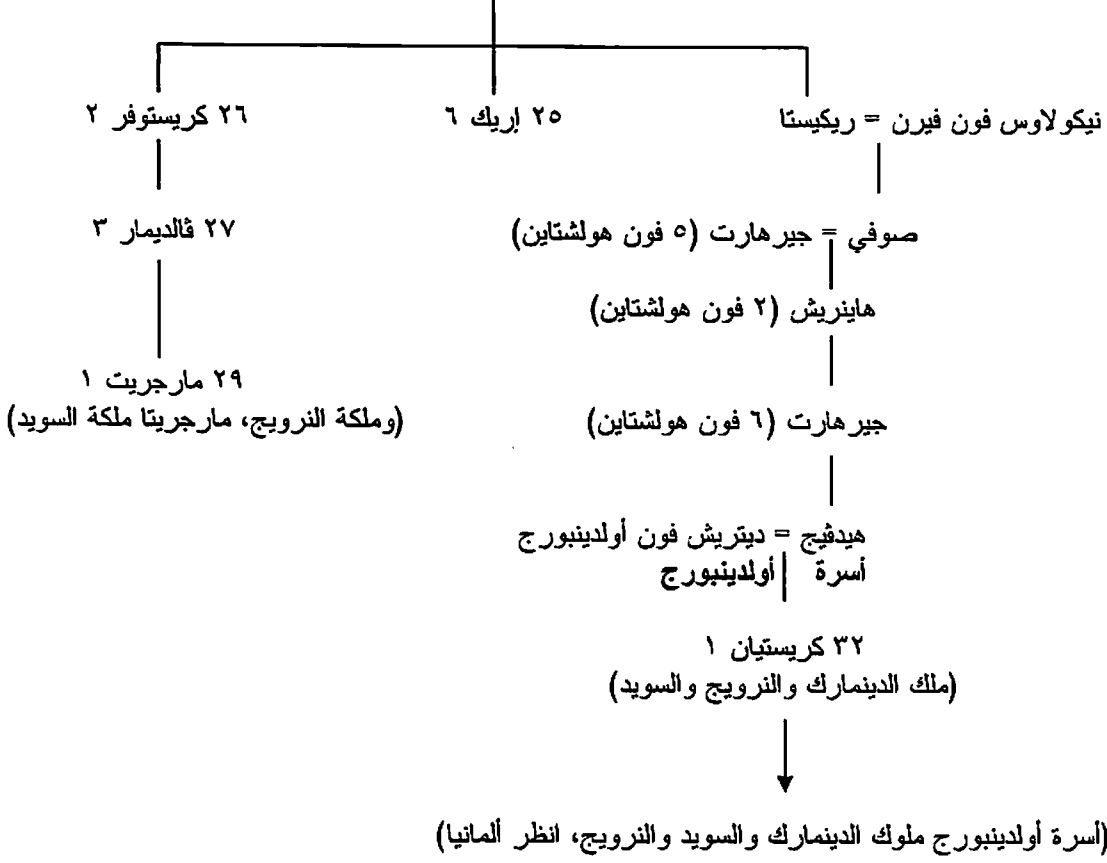 نيكولاوس فون فيرن = ريكيستا
٢٥ إريك ٦
٢٦ كريستوفر ٢
صوفي = جيرهارت (٥ فون هولشتاين)
٢٧ ڤالديمار ٣
هاينريش (٢ فون هولشتاين)
٢٩ مارجريت ١
(وملكة النرويج، مارجريتا ملكة السويد)
جيرهارت (٦ فون هولشتاين)
هيدڤيج = ديتريش فون أولدينبورج
أسرة أولدينبورج
٣٢ كريستيان ١
(ملك الدينمارك والنرويج والسويد)
(أسرة أولدينبورج ملوك الدينمارك والسويد والنرويج، انظر ألمانيا)